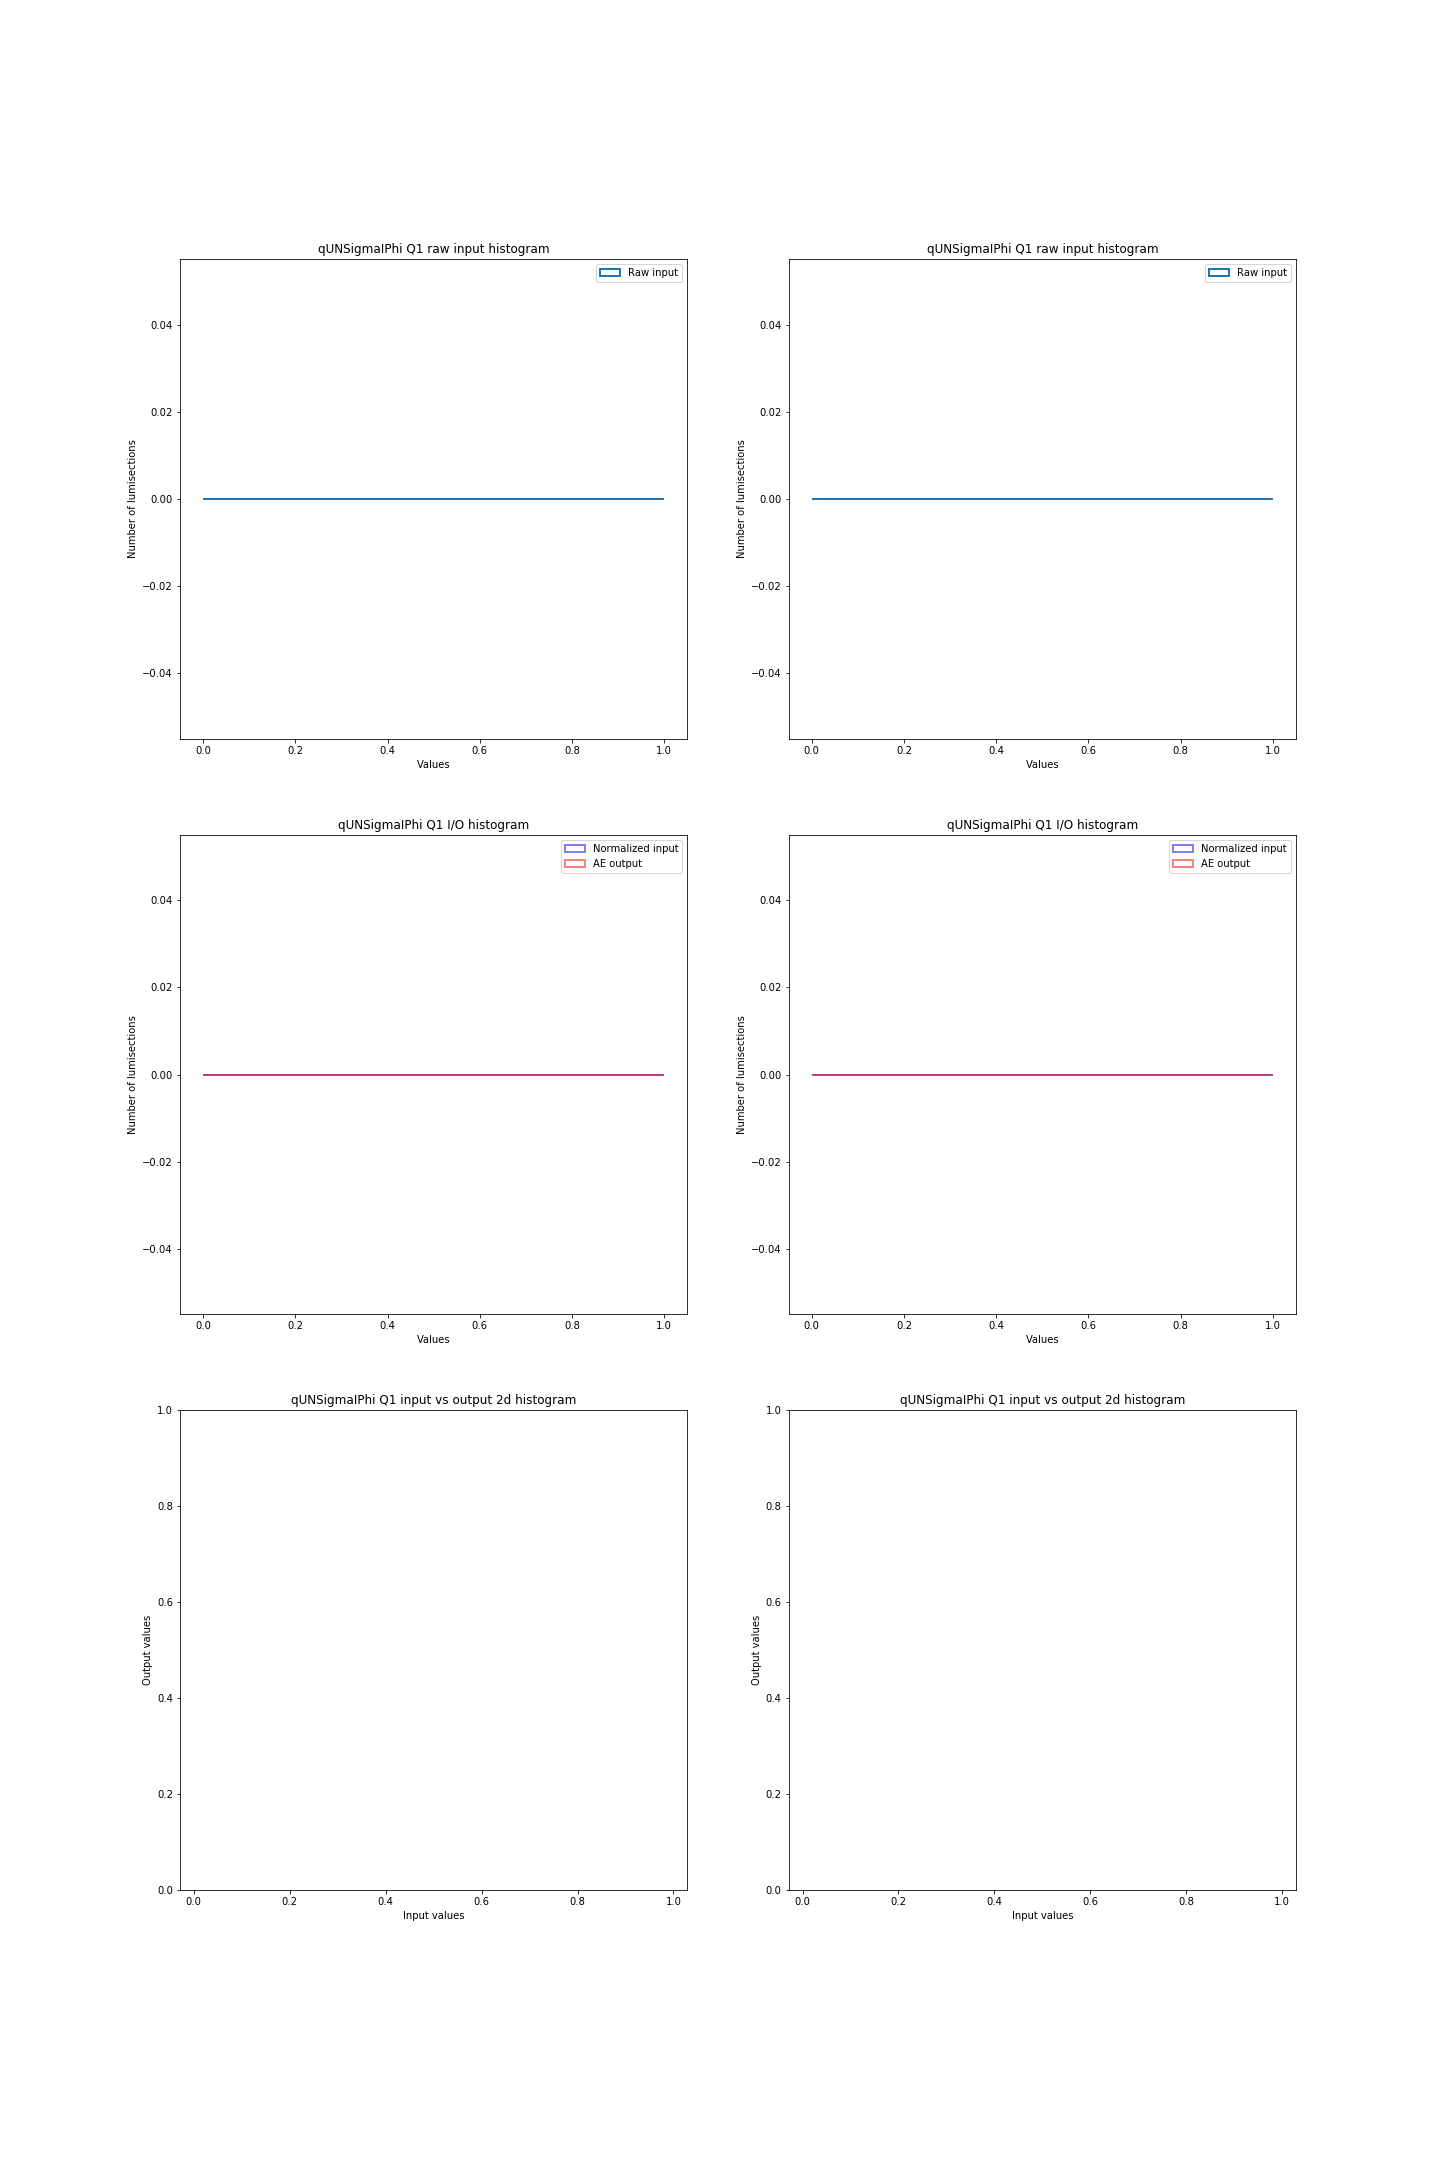 qUNSigmaIPhi Q1 raw input histogram
Raw input
0.04
0.02
0.00
−0.02
−0.04
Number of lumisections
0.0 0.2 0.4 0.6 0.8 1.0
Values
qUNSigmaIPhi Q1 raw input histogram
Raw input
0.04
0.02
0.00
−0.02
−0.04
Number of lumisections
0.0 0.2 0.4 0.6 0.8 1.0
Values
qUNSigmaIPhi Q1 I/O histogram
Normalized input
AE output
0.04
0.02
0.00
−0.02
−0.04
Number of lumisections
0.0 0.2 0.4 0.6 0.8 1.0
Values
qUNSigmaIPhi Q1 I/O histogram
Normalized input
AE output
0.04
0.02
0.00
−0.02
−0.04
Number of lumisections
0.0 0.2 0.4 0.6 0.8 1.0
Values
qUNSigmaIPhi Q1 input vs output 2d histogram
1.0
0.8
0.6
0.4
0.2
0.0
Output values
0.0 0.2 0.4 0.6 0.8 1.0
Input values
qUNSigmaIPhi Q1 input vs output 2d histogram
1.0
0.8
0.6
0.4
0.2
0.0
Output values
0.0 0.2 0.4 0.6 0.8 1.0
Input values